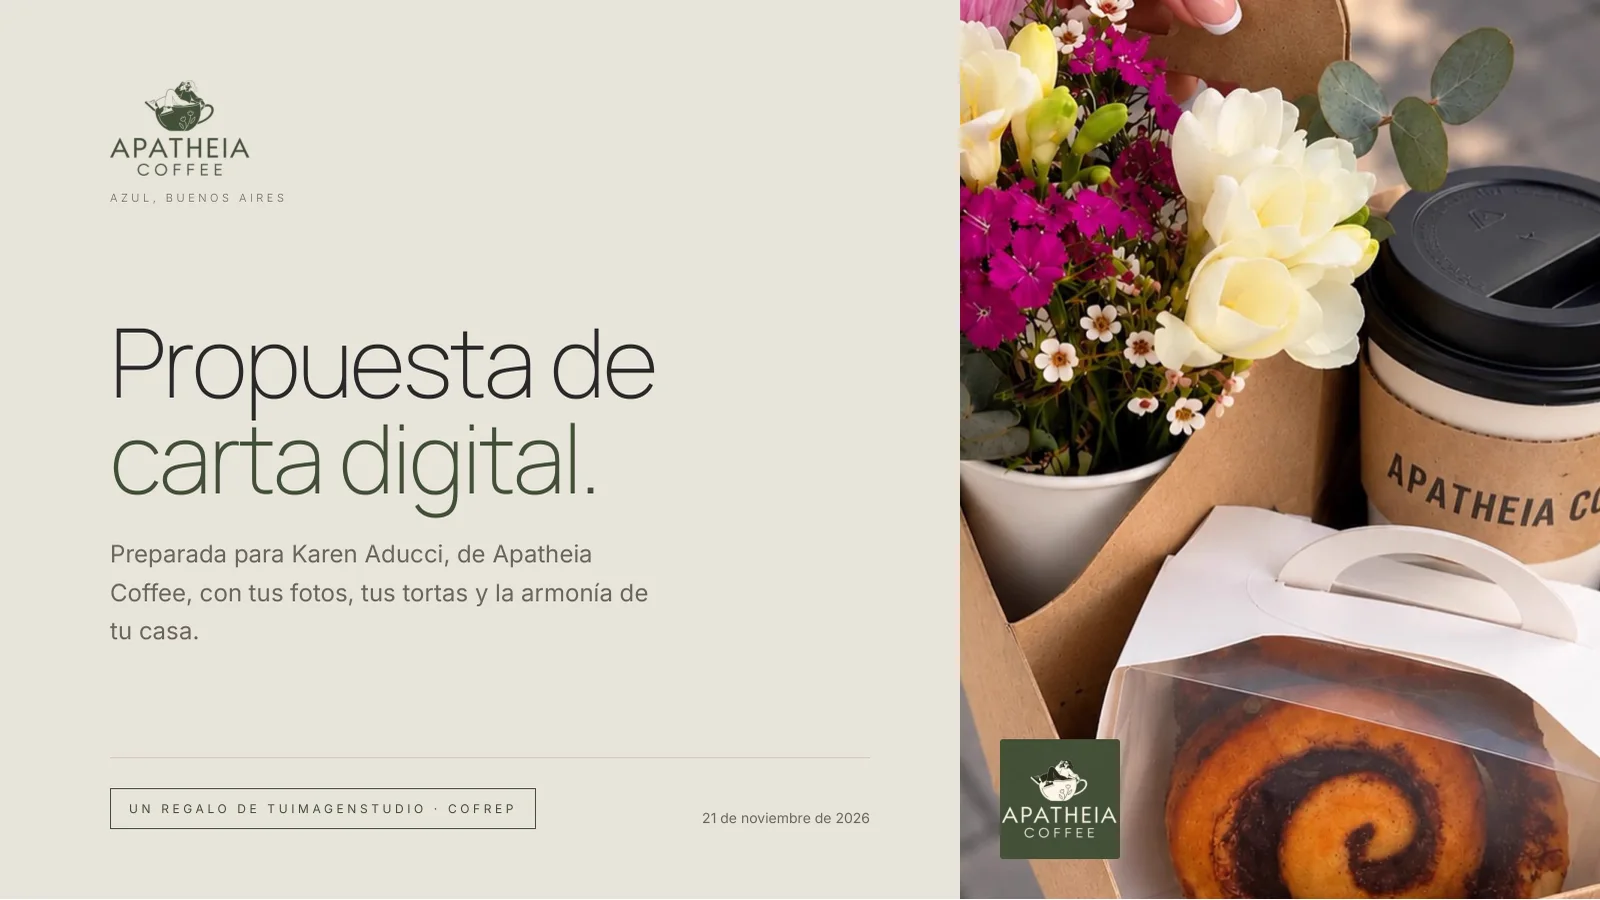 APATHEIA
COFFEE
AZUL, BUENOS AIRES
Propuesta de
carta digital.
Preparada para Karen Aducci, de Apatheia
Coffee, con tus fotos, tus tortas y la armonía de
tu casa.
UN REGALO DE TUIMAGENSTUDIO · COFREP
21 de noviembre de 2026
APATHEIA CO
APATHEIA
COFFEE